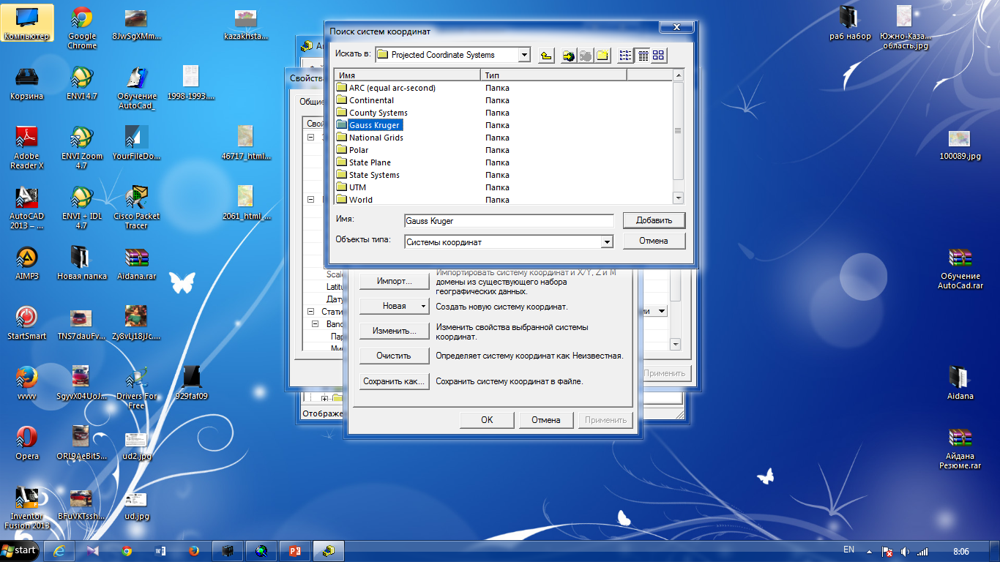 Компьютер
Google Chrome
8JwSgXMm...
kazakhsta...
раб набор
Южно-Каза... область.jpg
Корзина
ENVI 4.7
Обучение AutoCad_
1998-1993....
Adobe Reader X
ENVI Zoom 4.7
YourFileDo...
46717_html...
100089.jpg
AutoCAD 2013 – ...
ENVI + IDL 4.7
Cisco Packet Tracer
2061_html_...
AIMP3
Новая папка
Aidana.rar
Обучение AutoCAD.rar
StartSmart
TNS7dauFv...
Zy8vLj18jJc....
vvvv
SgyvX04UoJ...
Drivers For Free
929faf09
Aidana
Opera
ORL9AeBit5...
ud2.jpg
Айдана Резюме.rar
Inventor Fusion 2013
BFuVKTssh...
ud.jpg
Поиск систем координат
Искать в:
Projected Coordinate Systems
Имя
Тип
ARC (equal arc-second)
Папка
Continental
Папка
County Systems
Папка
Gauss Kruger
Папка
National Grids
Папка
Polar
Папка
State Plane
Папка
State Systems
Папка
UTM
Папка
World
Папка
Имя:
Gauss Kruger
Добавить
Объекты типа:
Системы координат
Отмена
Свойства
Общие
Свой
Scale
Latitu
Дату
Стати
Band
Пар
Импорт...
Импортировать систему координат и X/Y, Z и M
домены из существующего набора
географических данных.
Новая
Создать новую систему координат.
Изменить...
Изменить свойства выбранной системы
координат.
Очистить
Определяет систему координат как Неизвестная.
Сохранить как...
Сохранить систему координат в файле.
Применить
OK
Отмена
Применить
Отображе
start
EN
8:06